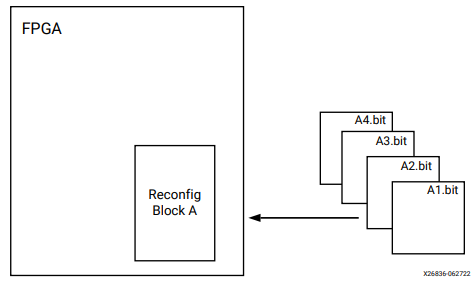 FPGA
Reconfig
Block A
A4.bit
A3.bit
A2.bit
A1.bit
X26836-062722